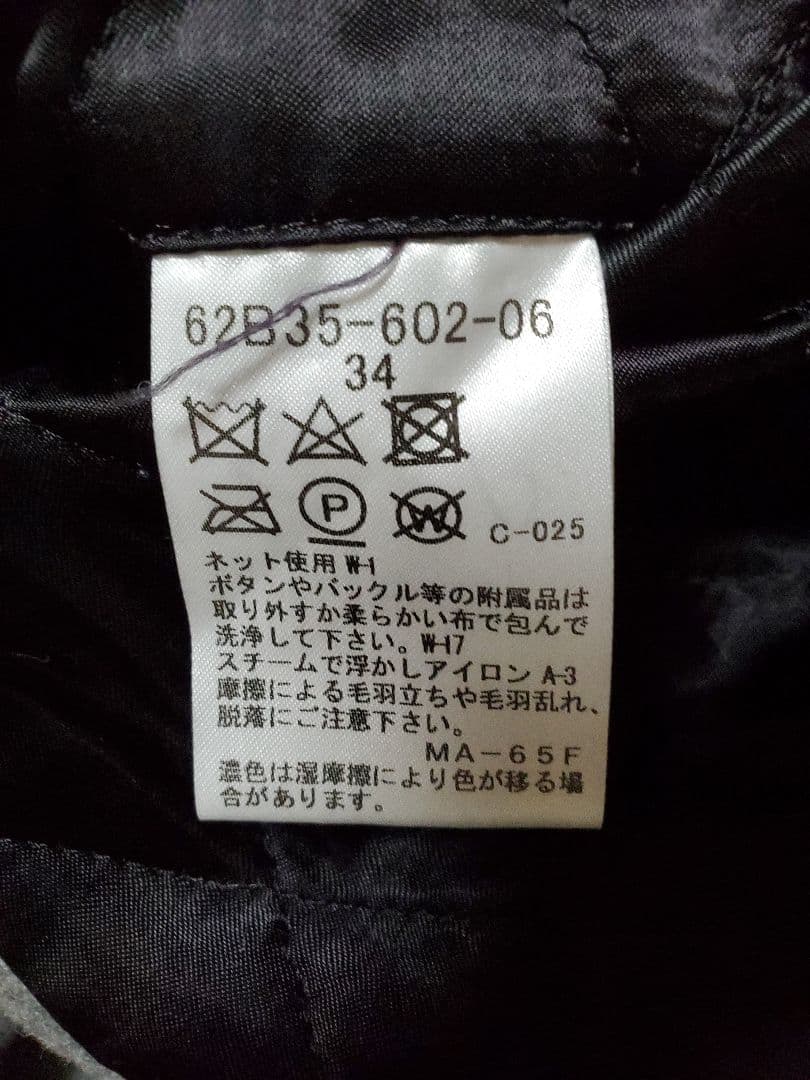 62B35-602-06
34
P
W
C-025
ネット使用 W-1
ボタンやバックル等の附属品は
取り外すか柔らかい布で包んで
洗浄して下さい。W-17
スチームで浮かしアイロン A-3
摩擦による毛羽立ちや毛羽乱れ、
脱落にご注意下さい。
MA-65F
濃色は湿摩擦により色が移る場
合があります。